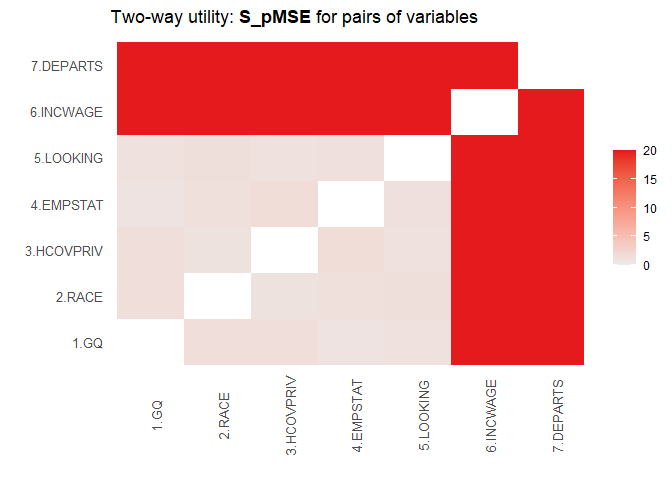 Two-way utility: S_pMSE for pairs of variables
7.DEPARTS
6.INCWAGE
5.LOOKING
4.EMPSTAT
3.HCOVPRIV
2.RACE
1.GQ
20
15
10
5
0
1.GQ
2.RACE
3.HCOVPRIV
4.EMPSTAT
5.LOOKING
6.INCWAGE
7.DEPARTS